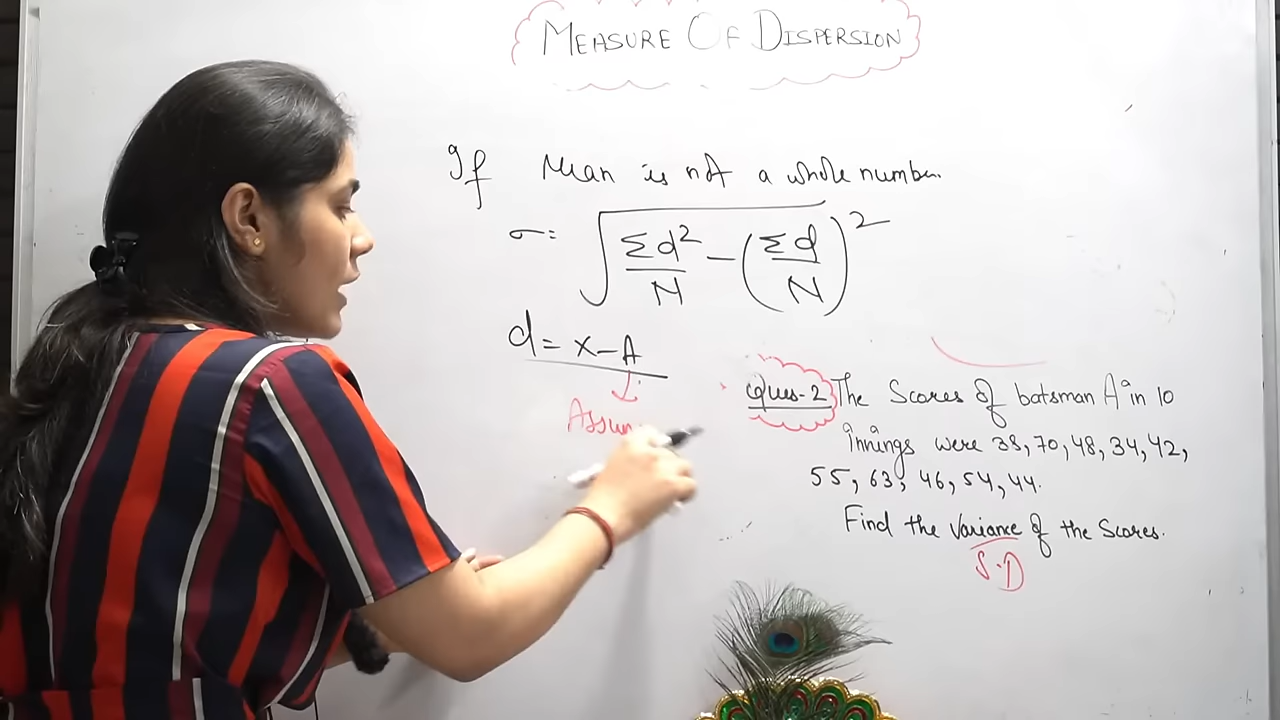 MEASURE OF DISPERSION
If Mean is not a whole number.
σ = √ Σd²/N - (Σd/N)²
d = x - A
Assum
Ques-2 The Scores of batsman A in 10
innings were 38, 70, 48, 34, 42,
55, 63, 46, 54, 44.
Find the variance of the Scores.
S.D